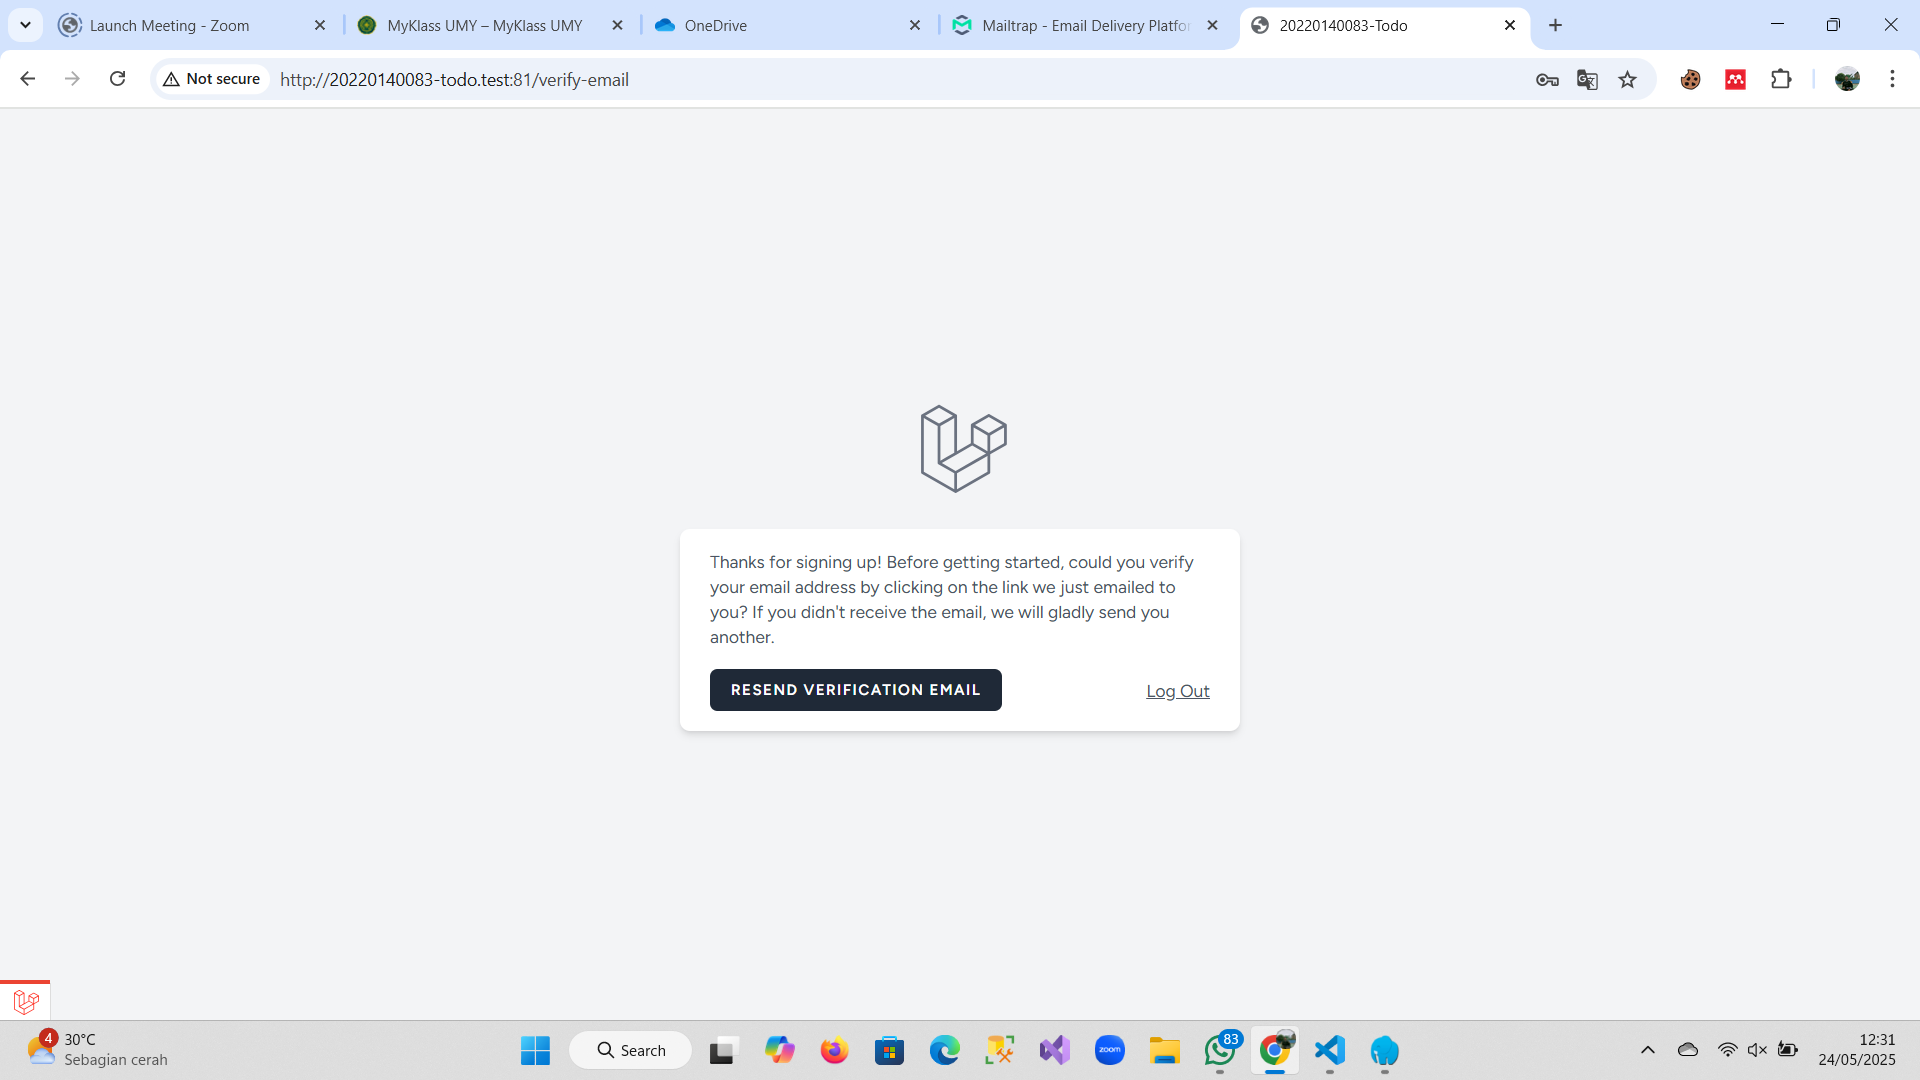 Launch Meeting - Zoom
MyKlass UMY – MyKlass UMY
OneDrive
Mailtrap - Email Delivery Platfor
20220140083-Todo
Not secure
http://20220140083-todo.test:81/verify-email
Thanks for signing up! Before getting started, could you verify
your email address by clicking on the link we just emailed to
you? If you didn't receive the email, we will gladly send you
another.
RESEND VERIFICATION EMAIL
Log Out
4
30°C
Sebagian cerah
Search
zoom
83
12:31
24/05/2025